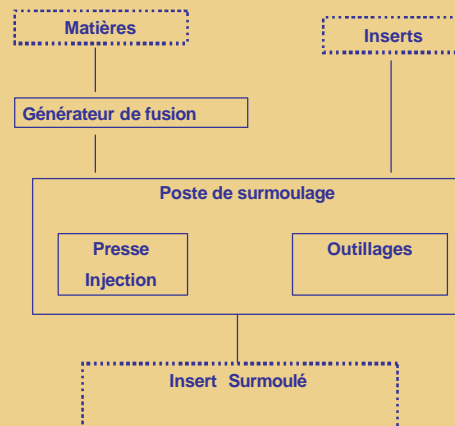 Matières
Inserts
Générateur de fusion
Poste de surmoulage
Presse
Injection
Outillages
Insert Surmoulé